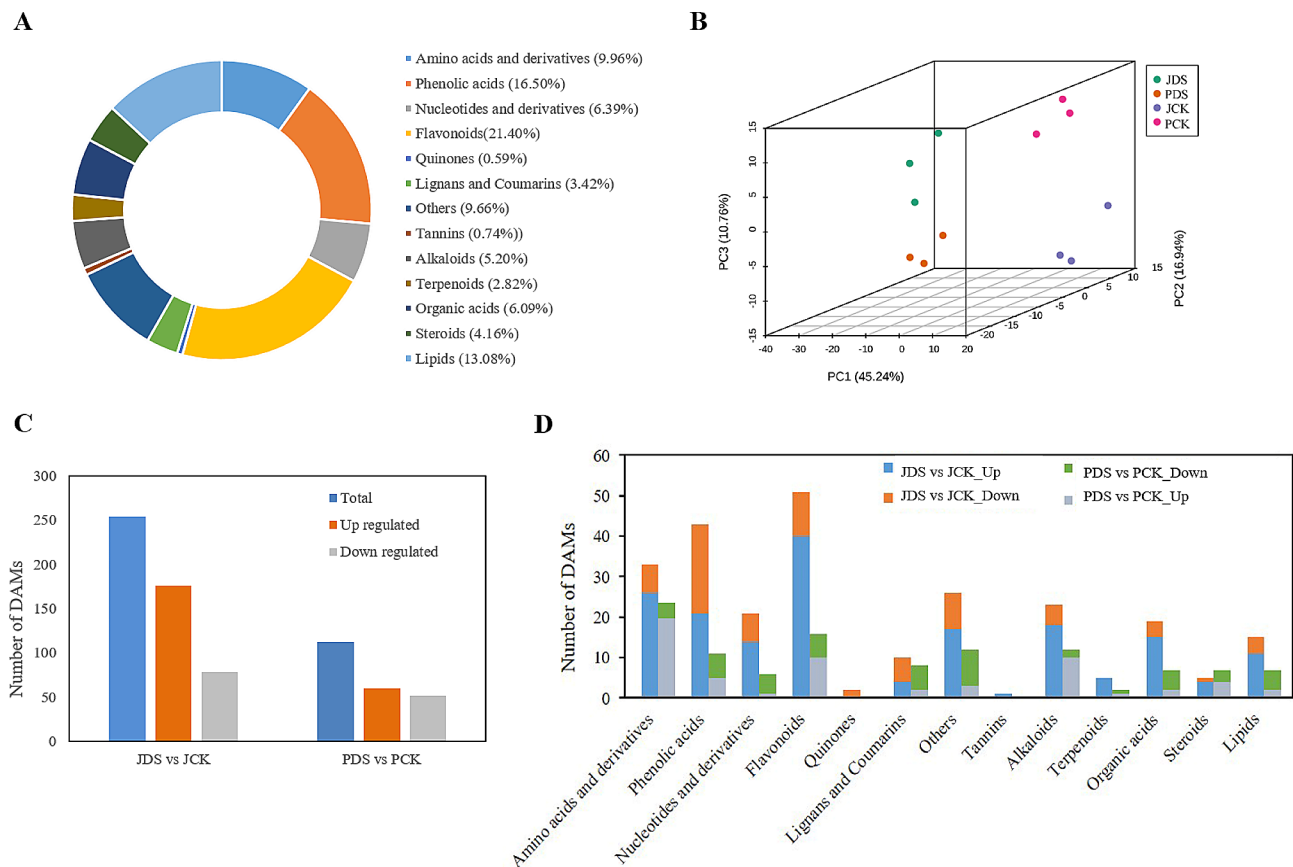 A
Amino acids and derivatives (9.96%)
Phenolic acids (16.50%)
Nucleotides and derivatives (6.39%)
Flavonoids(21.40%)
Quinones (0.59%)
Lignans and Coumarins (3.42%)
Others (9.66%)
Tannins (0.74%))
Alkaloids (5.20%)
Terpenoids (2.82%)
Organic acids (6.09%)
Steroids (4.16%)
Lipids (13.08%)
B
JDS
PDS
JCK
PCK
15
10
5
0
-5
-10
-15
PC3 (10.76%)
-40
-30
-20
-10
0
10
20
PC1 (45.24%)
-20
-15
-10
-5
0
5
10
15
PC2 (16.94%)
C
300
250
200
150
100
50
0
Number of DAMs
Total
Up regulated
Down regulated
JDS vs JCK
PDS vs PCK
D
60
50
40
30
20
10
0
Number of DAMs
JDS vs JCK_Up
PDS vs PCK_Down
JDS vs JCK_Down
PDS vs PCK_Up
Amino acids and derivatives
Phenolic acids
Nucleotides and derivatives
Flavonoids
Quinones
Lignans and Coumarins
Others
Tannins
Alkaloids
Terpenoids
Organic acids
Steroids
Lipids